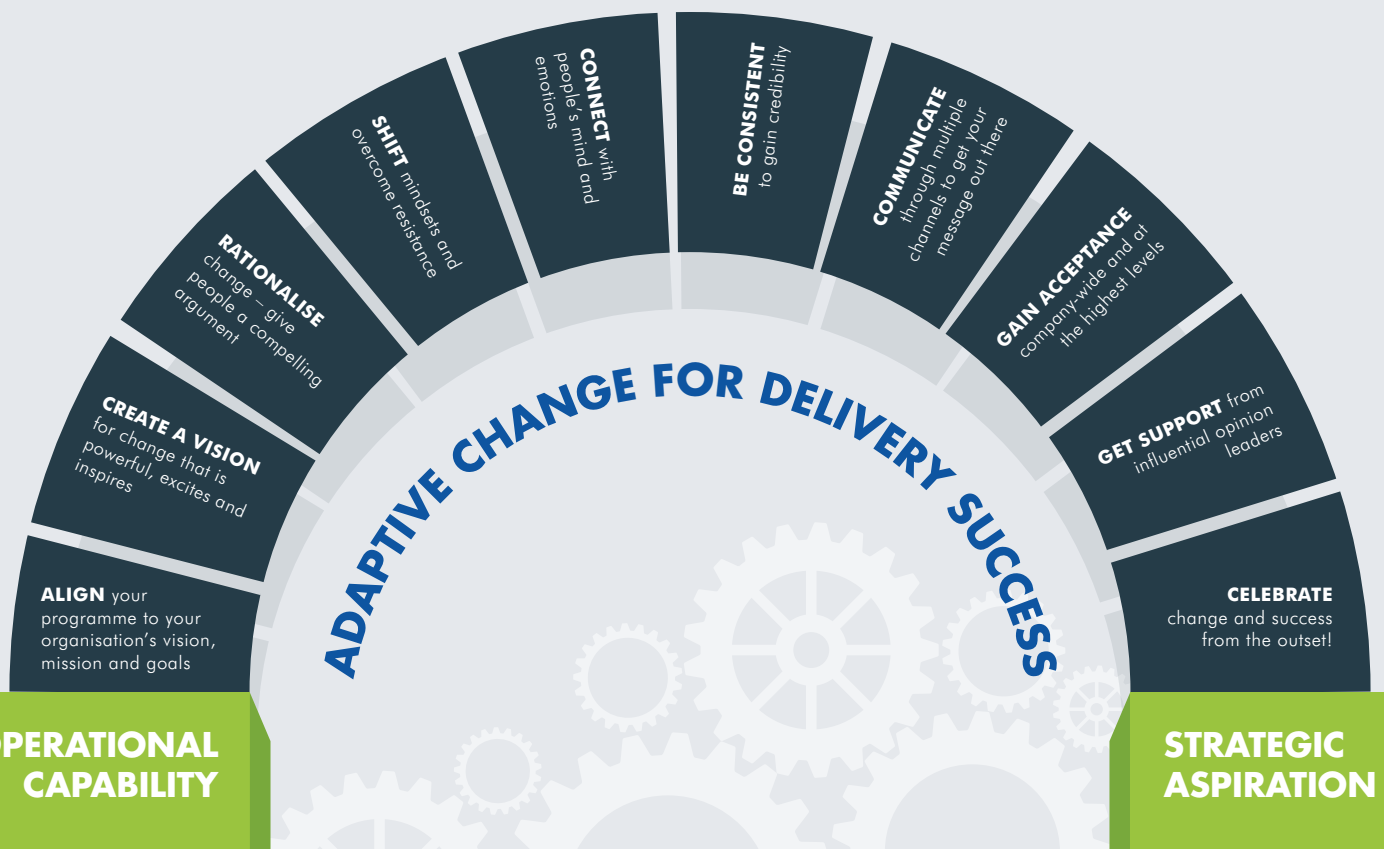 ALIGN your
programme to your
organisation's vision,
mission and goals
CREATE A VISION
for change that is
powerful, excites and
inspires
RATIONALISE
change – give
people a compelling
argument
SHIFT mindsets and
overcome resistance
CONNECT with
people's mind and
emotions
BE CONSISTENT
to gain credibility
COMMUNICATE
through multiple
channels to get your
message out there
GAIN ACCEPTANCE
company-wide and at
the highest levels
GET SUPPORT from
influential opinion
leaders
CELEBRATE
change and success
from the outset!
ADAPTIVE CHANGE FOR DELIVERY SUCCESS
OPERATIONAL
CAPABILITY
STRATEGIC
ASPIRATION